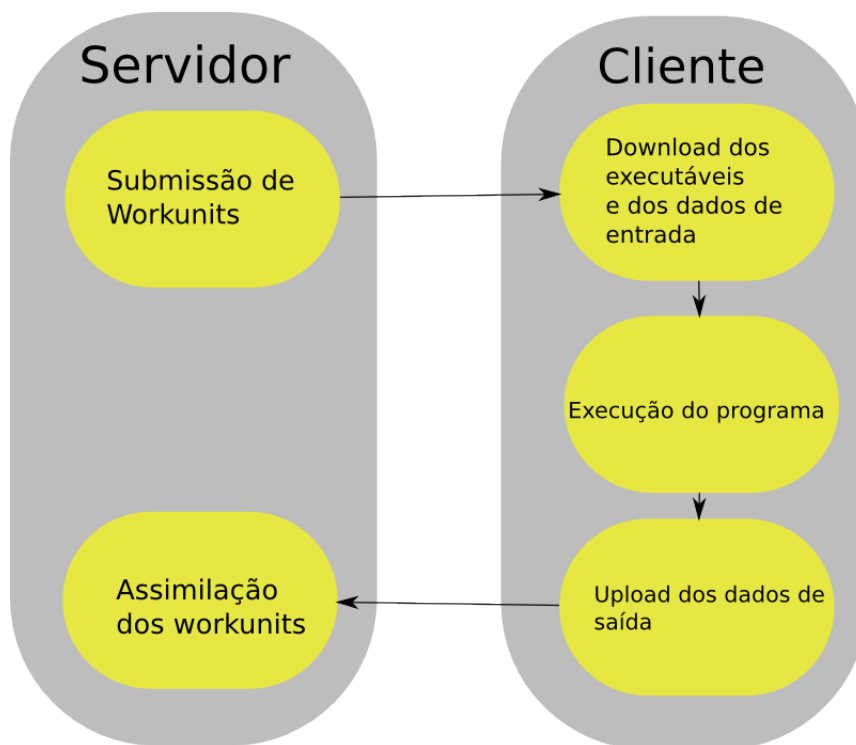 Servidor
Cliente
Submissão de
Workunits
Download dos
executáveis
e dos dados de
entrada
Execução do programa
Assimilação
dos workunits
Upload dos dados de
saída